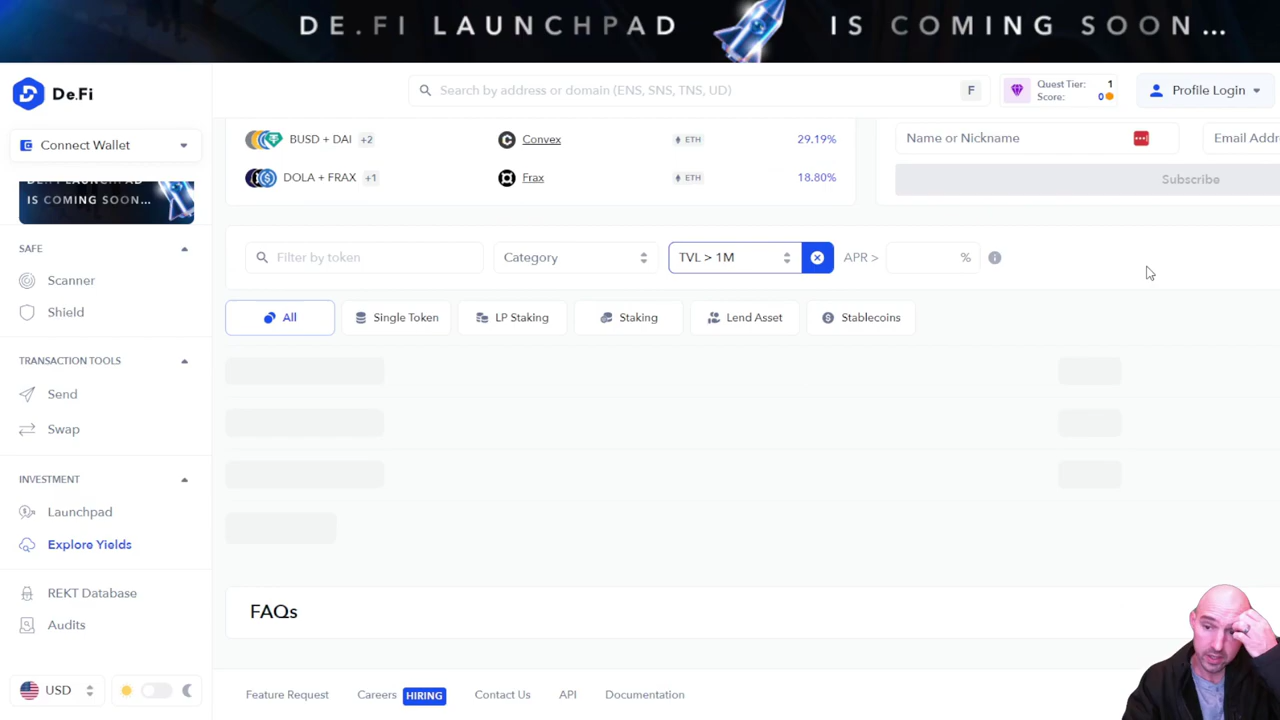 DE.FI LAUNCHPAD IS COMING SOON...
De.Fi
Search by address or domain (ENS, SNS, TNS, UD)
F
Quest Tier: 1
Score: 0
Profile Login
Connect Wallet
BUSD + DAI +2
Convex
ETH
29.19%
DOLA + FRAX +1
Frax
ETH
18.80%
Name or Nickname
Email Addr
Subscribe
IS COMING SOON...
SAFE
Scanner
Shield
TRANSACTION TOOLS
Send
Swap
INVESTMENT
Launchpad
Explore Yields
REKT Database
Audits
USD
Filter by token
Category
TVL > 1M
APR >
%
All
Single Token
LP Staking
Staking
Lend Asset
Stablecoins
FAQs
Feature Request
Careers HIRING
Contact Us
API
Documentation